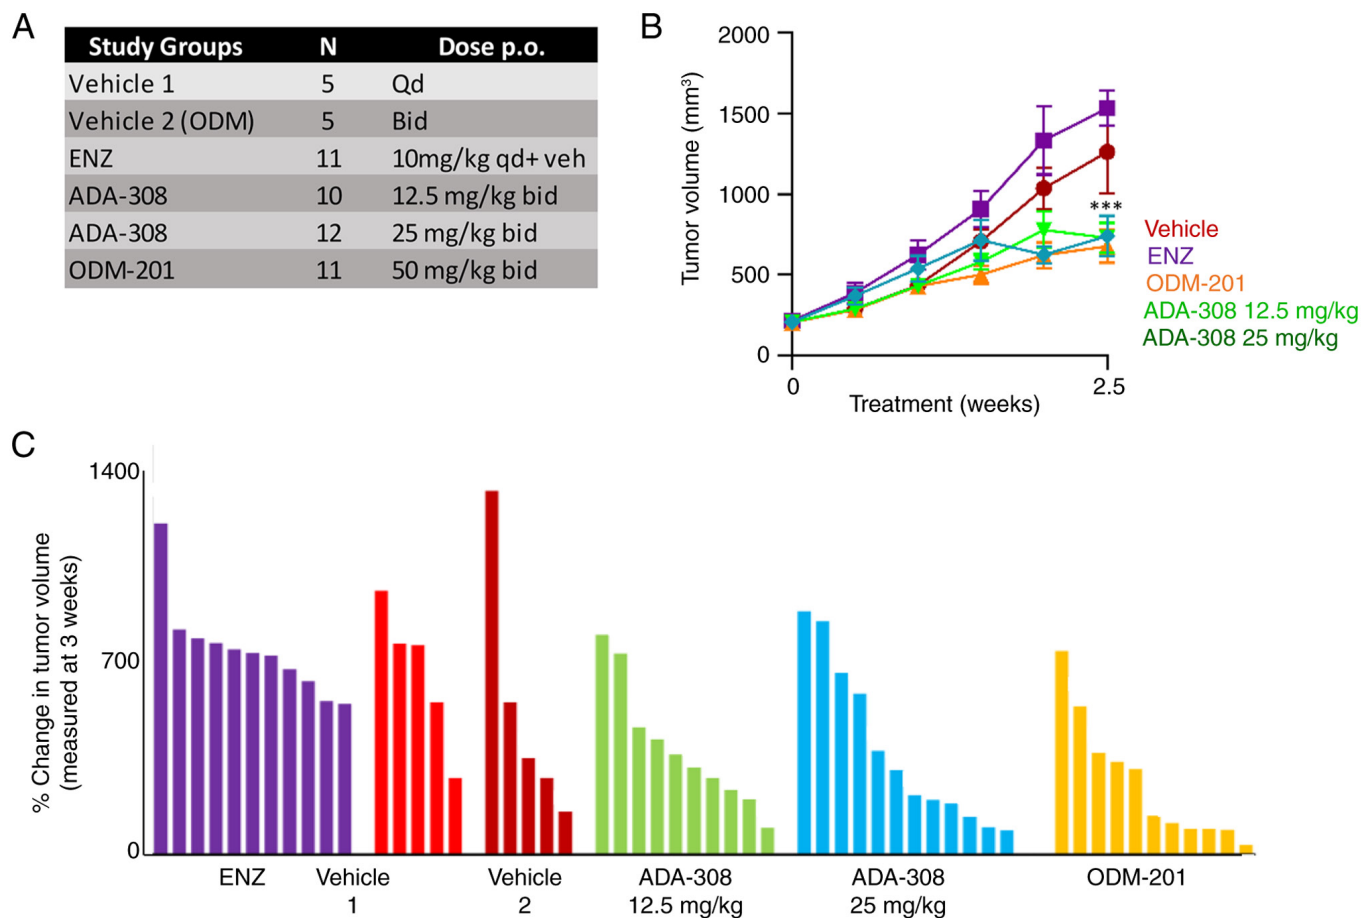 A
Study Groups N Dose p.o.
Vehicle 1 5 Qd
Vehicle 2 (ODM) 5 Bid
ENZ 11 10mg/kg qd+ veh
ADA-308 10 12.5 mg/kg bid
ADA-308 12 25 mg/kg bid
ODM-201 11 50 mg/kg bid
B
Tumor volume (mm³)
2000
1500
1000
500
0
***
0 2.5
Treatment (weeks)
Vehicle
ENZ
ODM-201
ADA-308 12.5 mg/kg
ADA-308 25 mg/kg
C
% Change in tumor volume
(measured at 3 weeks)
1400
700
0
ENZ Vehicle Vehicle ADA-308 ADA-308 ODM-201
1 2 12.5 mg/kg 25 mg/kg